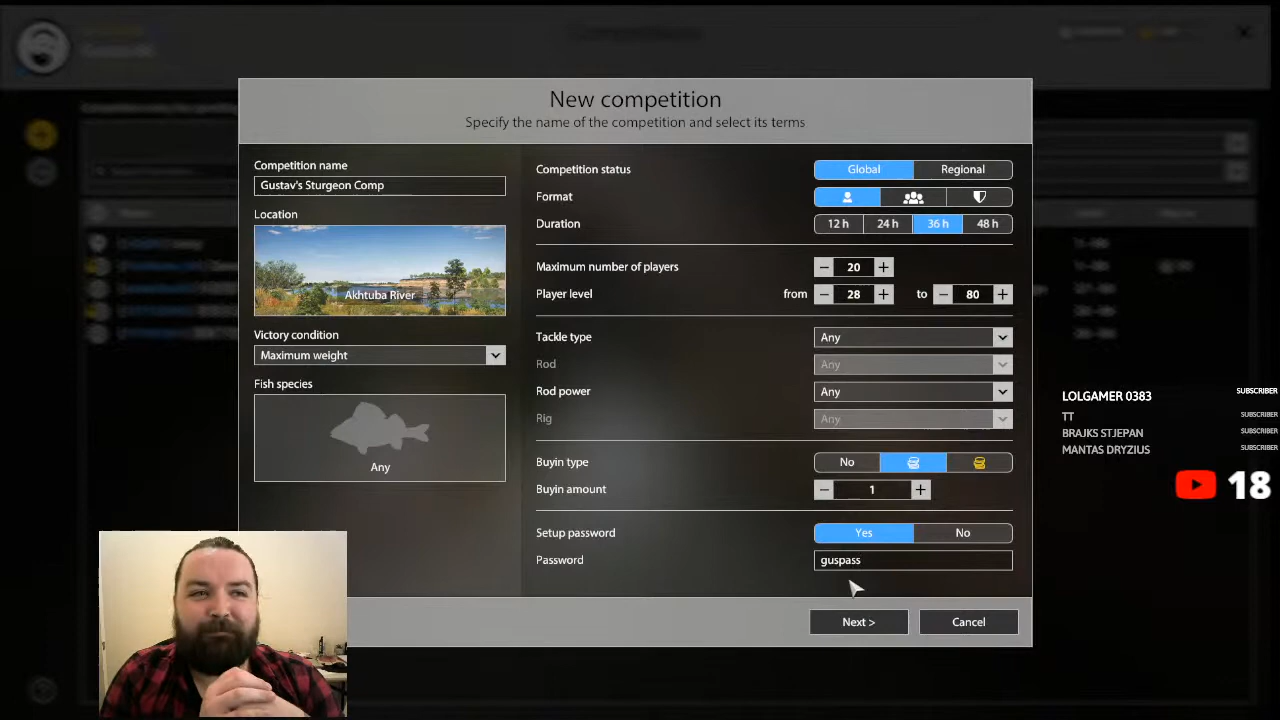 New competition
Specify the name of the competition and select its terms
Competition name
Gustav's Sturgeon Comp
Location
Akhtuba River
Victory condition
Maximum weight
Fish species
Any
Competition status Global Regional
Format
Duration 12 h 24 h 36 h 48 h
Maximum number of players − 20 +
Player level from − 28 + to − 80 +
Tackle type Any
Rod Any
Rod power Any
Rig Any
Buyin type No
Buyin amount − 1 +
Setup password Yes No
Password guspass
Next > Cancel
LOLGAMER 0383 SUBSCRIBER
TT SUBSCRIBER
BRAJKS STJEPAN SUBSCRIBER
MANTAS DRYZIUS SUBSCRIBER
18